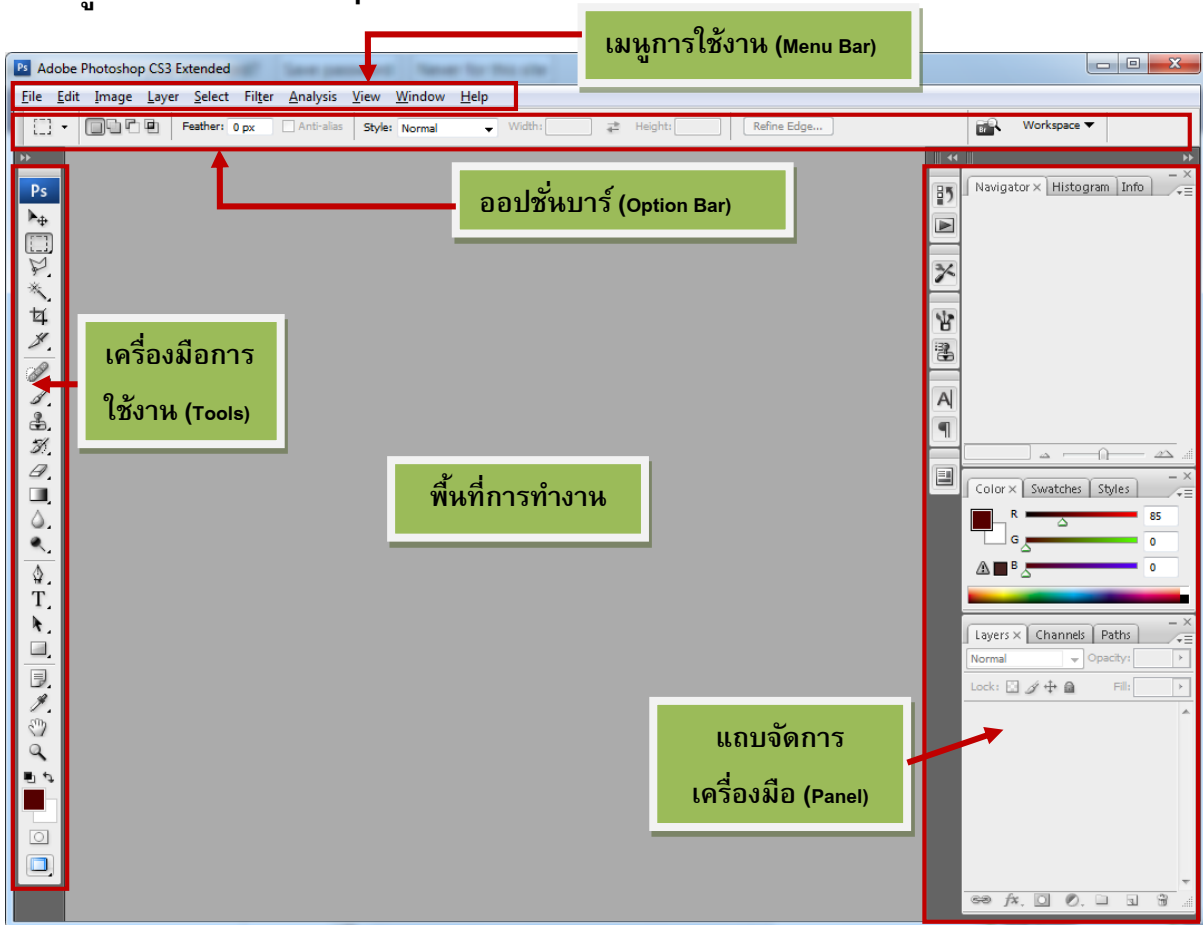 เมนูการใช้งาน (Menu Bar)
Ps Adobe Photoshop CS3 Extended
File Edit Image Layer Select Filter Analysis View Window Help
Feather: 0 px Anti-alias Style: Normal Width: Height: Refine Edge... Br Workspace
ออปชั่นบาร์ (Option Bar)
Ps
Navigator Histogram Info
เครื่องมือการ
ใช้งาน (Tools)
พื้นที่การทำงาน
Color Swatches Styles
R 85
G 0
B 0
Layers Channels Paths
Normal Opacity:
Lock: Fill:
แถบจัดการ
เครื่องมือ (Panel)